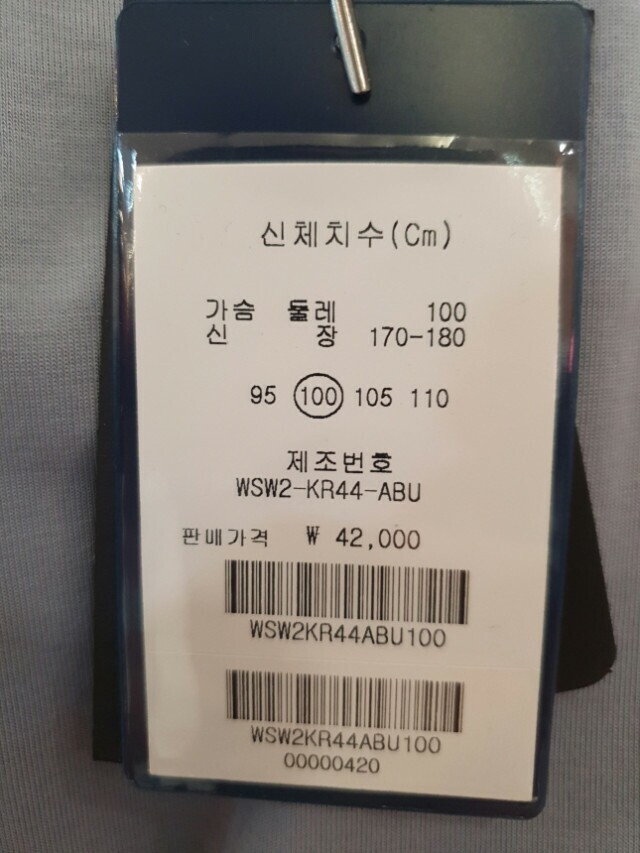 신체치수(Cm)
가슴 둘레 100
신 장 170-180
95 100 105 110
제조번호
WSW2-KR44-ABU
판매가격 ₩ 42,000
WSW2KR44ABU100
WSW2KR44ABU100
00000420